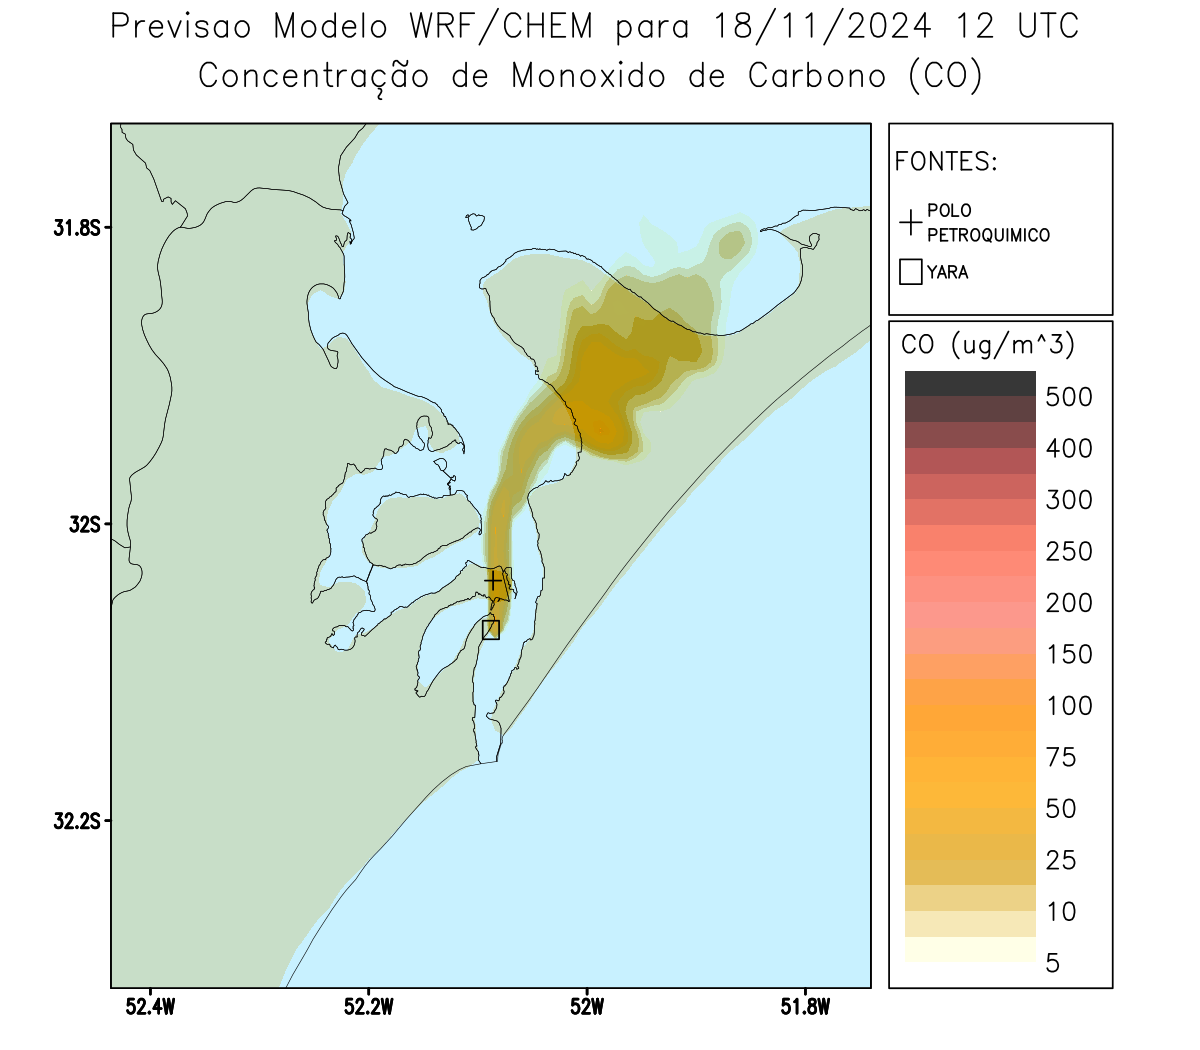 Previsao Modelo WRF/CHEM para 18/11/2024 12 UTC
Concentração de Monoxido de Carbono (CO)
FONTES:
POLO
PETROQUIMICO
YARA
CO (ug/m^3)
500
400
300
250
200
150
100
75
50
25
10
5
31.8S
32S
32.2S
52.4W
52.2W
52W
51.8W